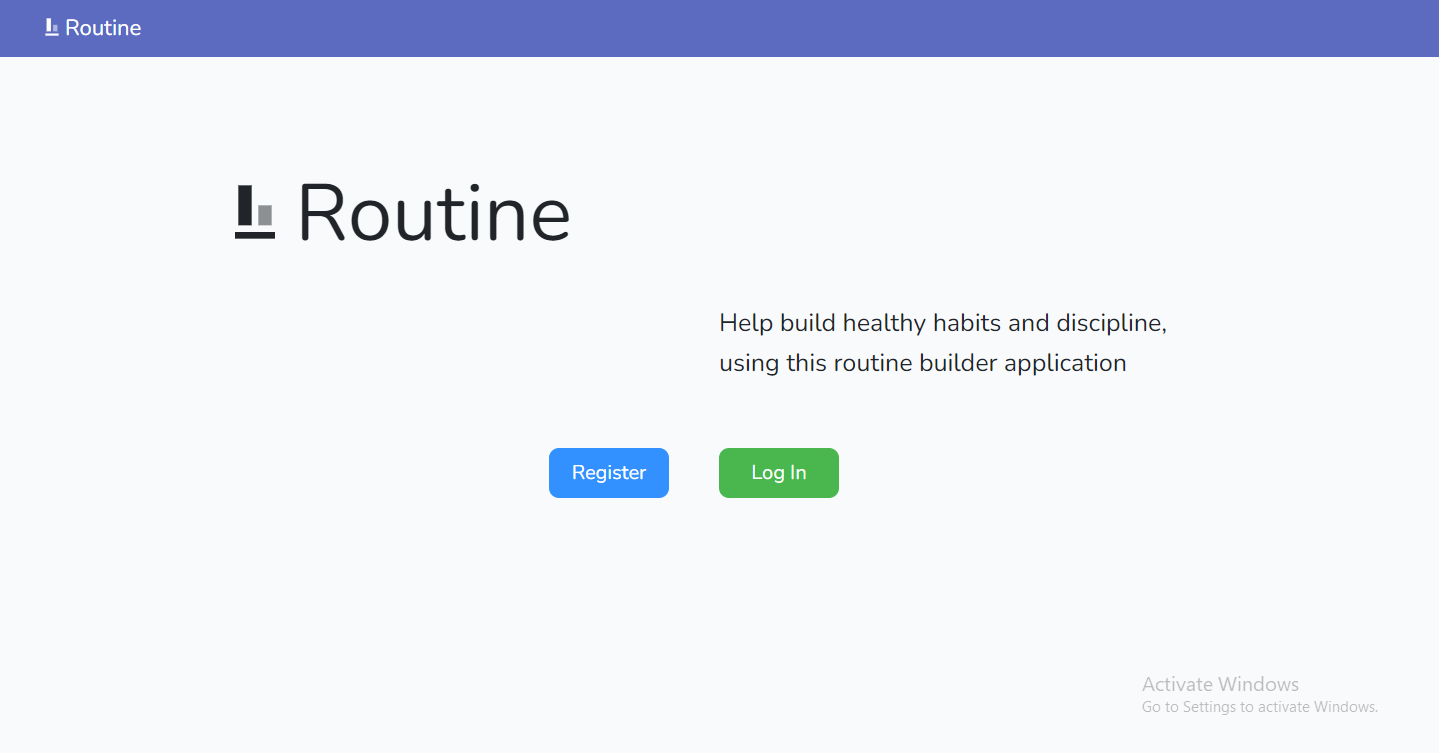 Routine
Routine
Help build healthy habits and discipline,
using this routine builder application
Register
Log In
Activate Windows
Go to Settings to activate Windows.